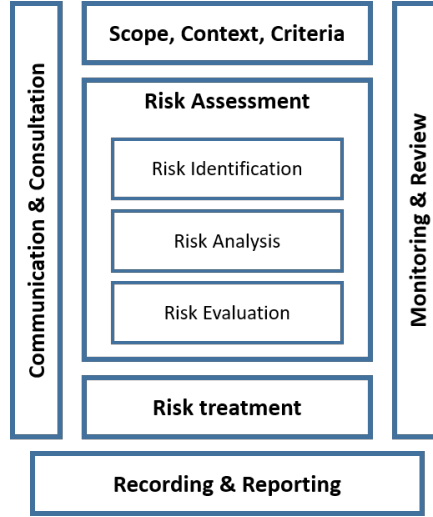 Scope, Context, Criteria
Communication & Consultation
Risk Assessment
Risk Identification
Risk Analysis
Risk Evaluation
Monitoring & Review
Risk treatment
Recording & Reporting